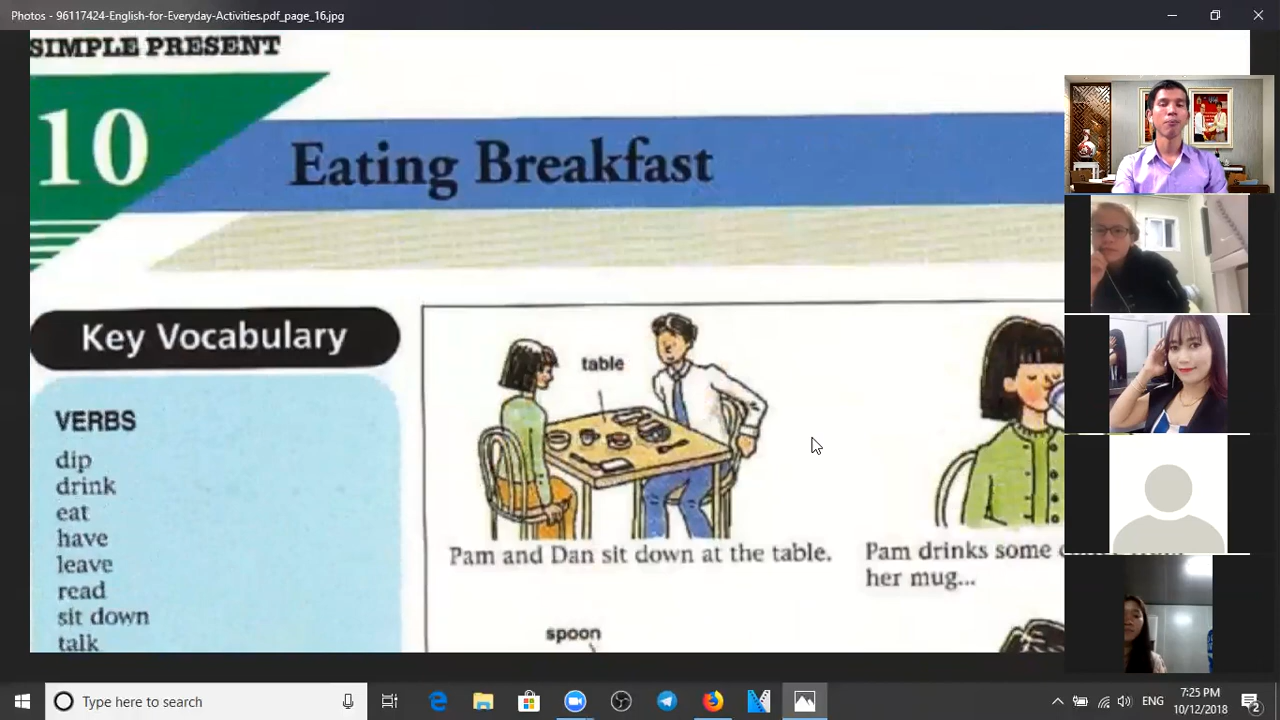 Photos - 96117424-English-for-Everyday-Activities.pdf_page_16.jpg
SIMPLE PRESENT
10
Eating Breakfast
Key Vocabulary
VERBS
dip
drink
eat
have
leave
read
sit down
talk
table
Pam and Dan sit down at the table.
Pam drinks some
her mug...
spoon
Type here to search
ENG
7:25 PM
10/12/2018
2